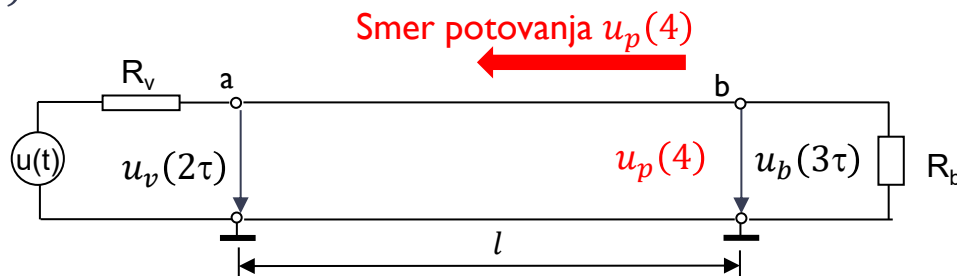 Smer potovanja u_p(4)
R_v
a
b
u(t)
u_v(2τ)
u_p(4)
u_b(3τ)
R_b
l